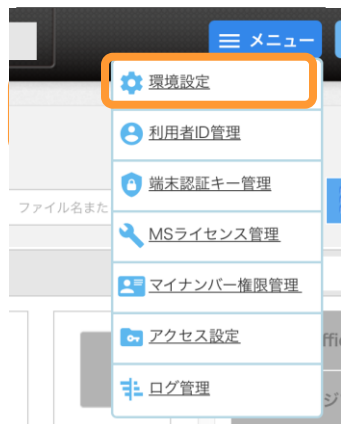 メニュー
環境設定
利用者ID管理
端末認証キー管理
ファイル名また
MSライセンス管理
マイナンバー権限管理
アクセス設定
ffi
ログ管理
ジ